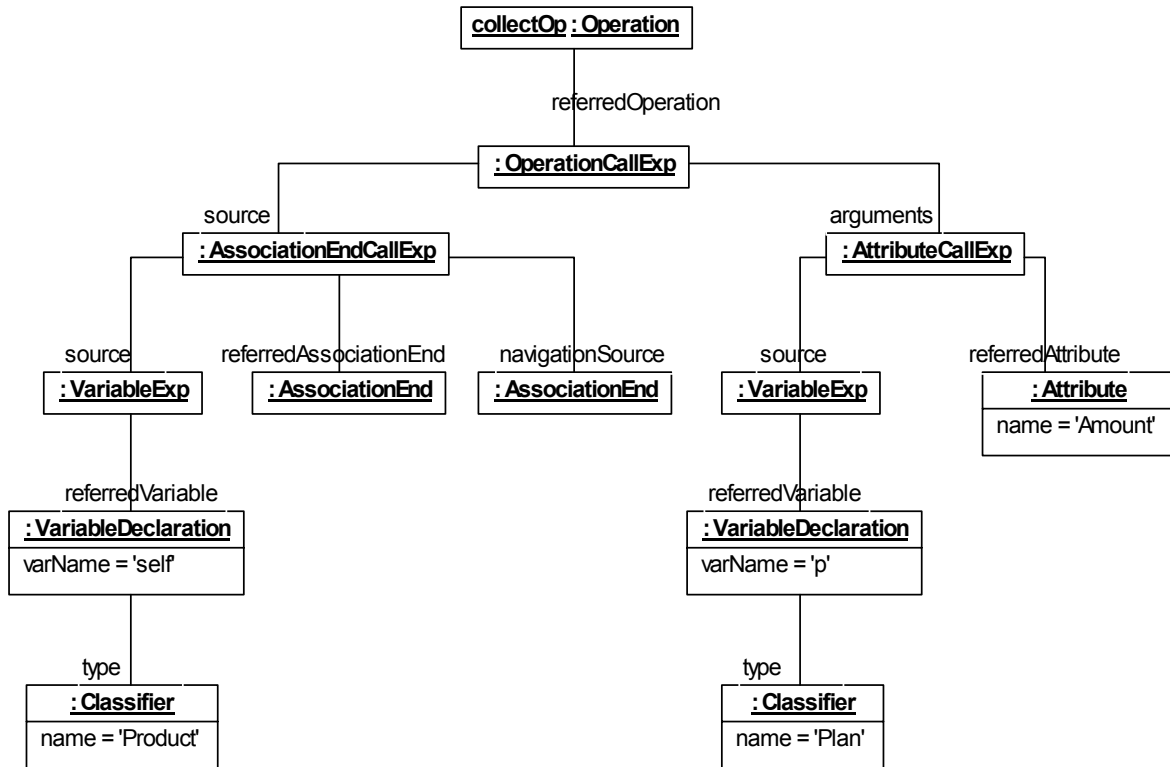 collectOp : Operation
referredOperation
: OperationCallExp
source
arguments
: AssociationEndCallExp
: AttributeCallExp
source
referredAssociationEnd
navigationSource
source
referredAttribute
: VariableExp
: AssociationEnd
: AssociationEnd
: VariableExp
: Attribute
name = 'Amount'
referredVariable
referredVariable
: VariableDeclaration
: VariableDeclaration
varName = 'self'
varName = 'p'
type
type
: Classifier
: Classifier
name = 'Product'
name = 'Plan'